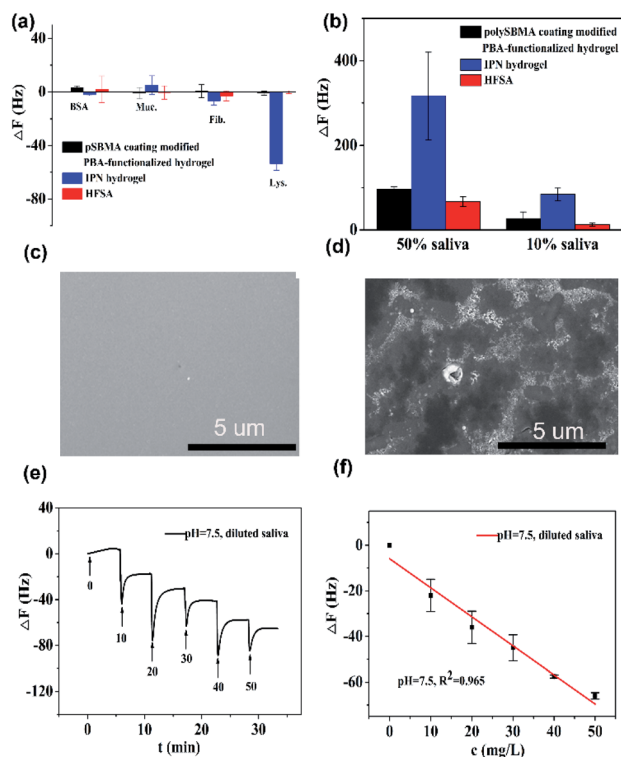 (a)
40
0
-40
-80
△F (Hz)
BSA
Muc.
Fib.
Lys.
pSBMA coating modified
PBA-functionalized hydrogel
IPN hydrogel
HFSA
(b)
400
200
0
△F (Hz)
polySBMA coating modified
PBA-functionalized hydrogel
IPN hydrogel
HFSA
50% saliva
10% saliva
(c)
5 um
(d)
5 um
(e)
40
0
-40
-80
-120
△F (Hz)
pH=7.5, diluted saliva
0
10
20
30
40
50
0
10
20
30
t (min)
(f)
20
0
-20
-40
-60
△F (Hz)
pH=7.5, diluted saliva
pH=7.5, R²=0.965
0
10
20
30
40
50
c (mg/L)